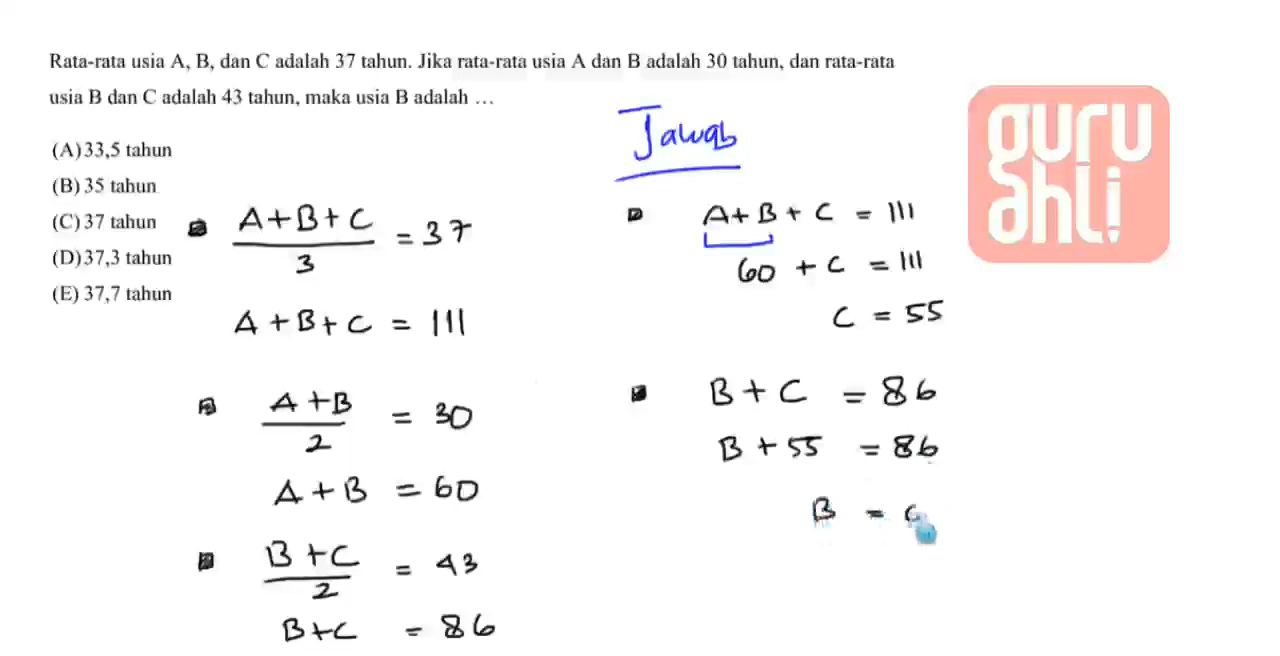 Rata-rata usia A, B, dan C adalah 37 tahun. Jika rata-rata usia A dan B adalah 30 tahun, dan rata-rata
usia B dan C adalah 43 tahun, maka usia B adalah …
(A) 33,5 tahun
(B) 35 tahun
(C) 37 tahun
(D) 37,3 tahun
(E) 37,7 tahun
A+B+C / 3 = 37
A+B+C = 111
A+B / 2 = 30
A+B = 60
B+C / 2 = 43
B+C = 86
Jawab
A+B+C = 111
60 + C = 111
C = 55
B+C = 86
B + 55 = 86
B =
guru
ahli